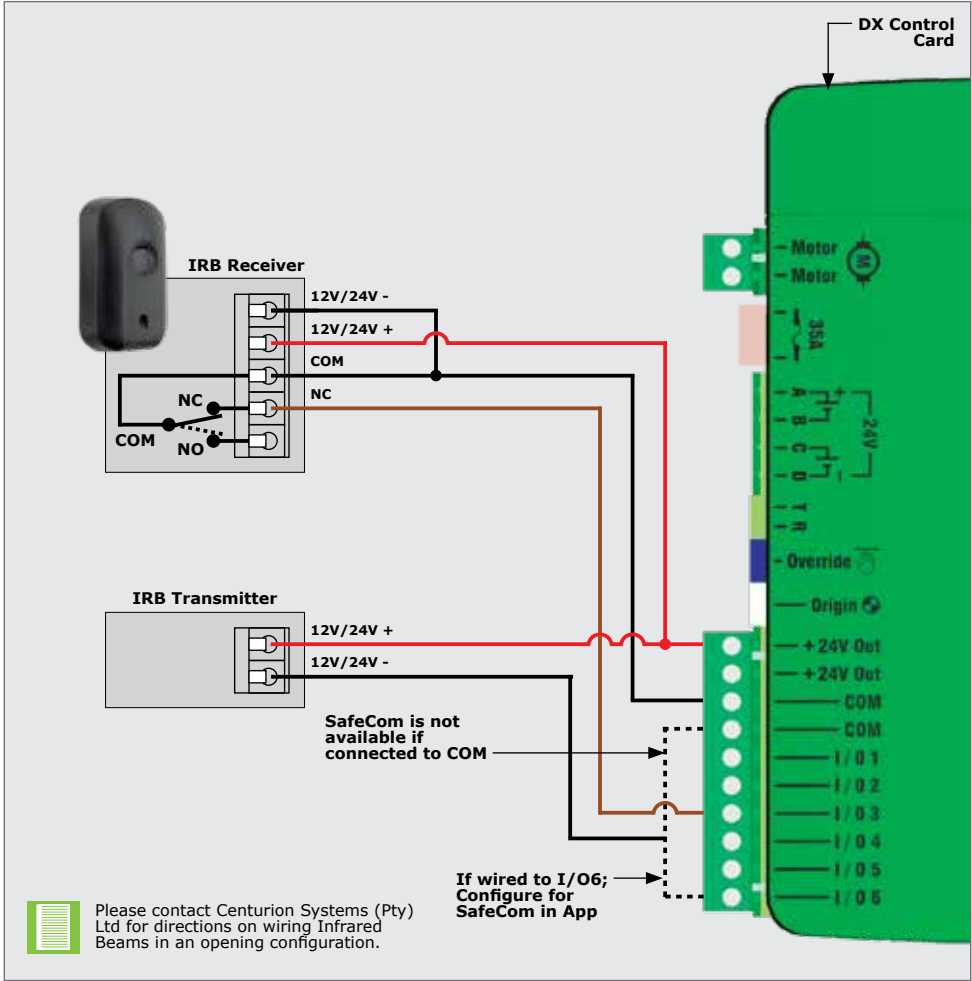 DX Control
Card
IRB Receiver
12V/24V -
12V/24V +
COM
NC
NC
COM
NO
IRB Transmitter
12V/24V +
12V/24V -
SafeCom is not
available if
connected to COM
If wired to I/O6;
Configure for
SafeCom in App
Motor
Motor
M
35A
A
B
C
D
+
24V
–
T
R
Override
Origin
+ 24V Out
+ 24V Out
COM
COM
I / O 1
I / O 2
I / O 3
I / O 4
I / O 5
I / O 6
Please contact Centurion Systems (Pty)
Ltd for directions on wiring Infrared
Beams in an opening configuration.